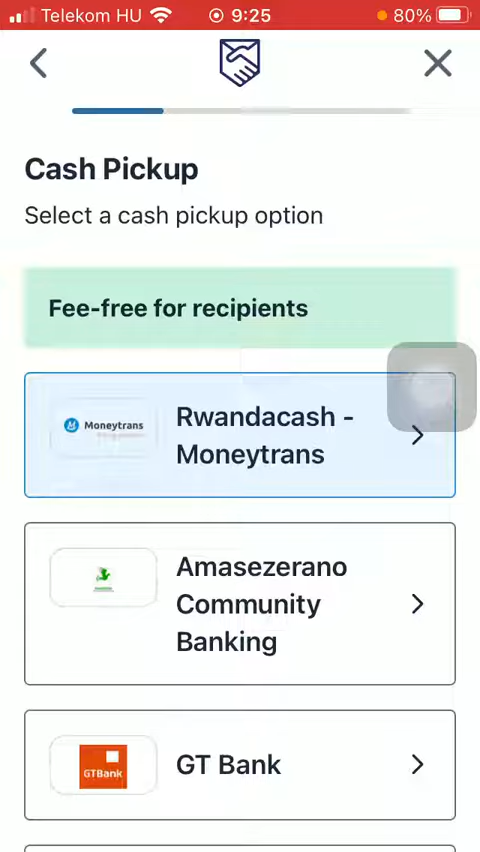 Telekom HU 9:25 80%
Cash Pickup
Select a cash pickup option
Fee-free for recipients
Moneytrans
Rwandacash -
Moneytrans
Amasezerano
Community
Banking
GTBank
GT Bank